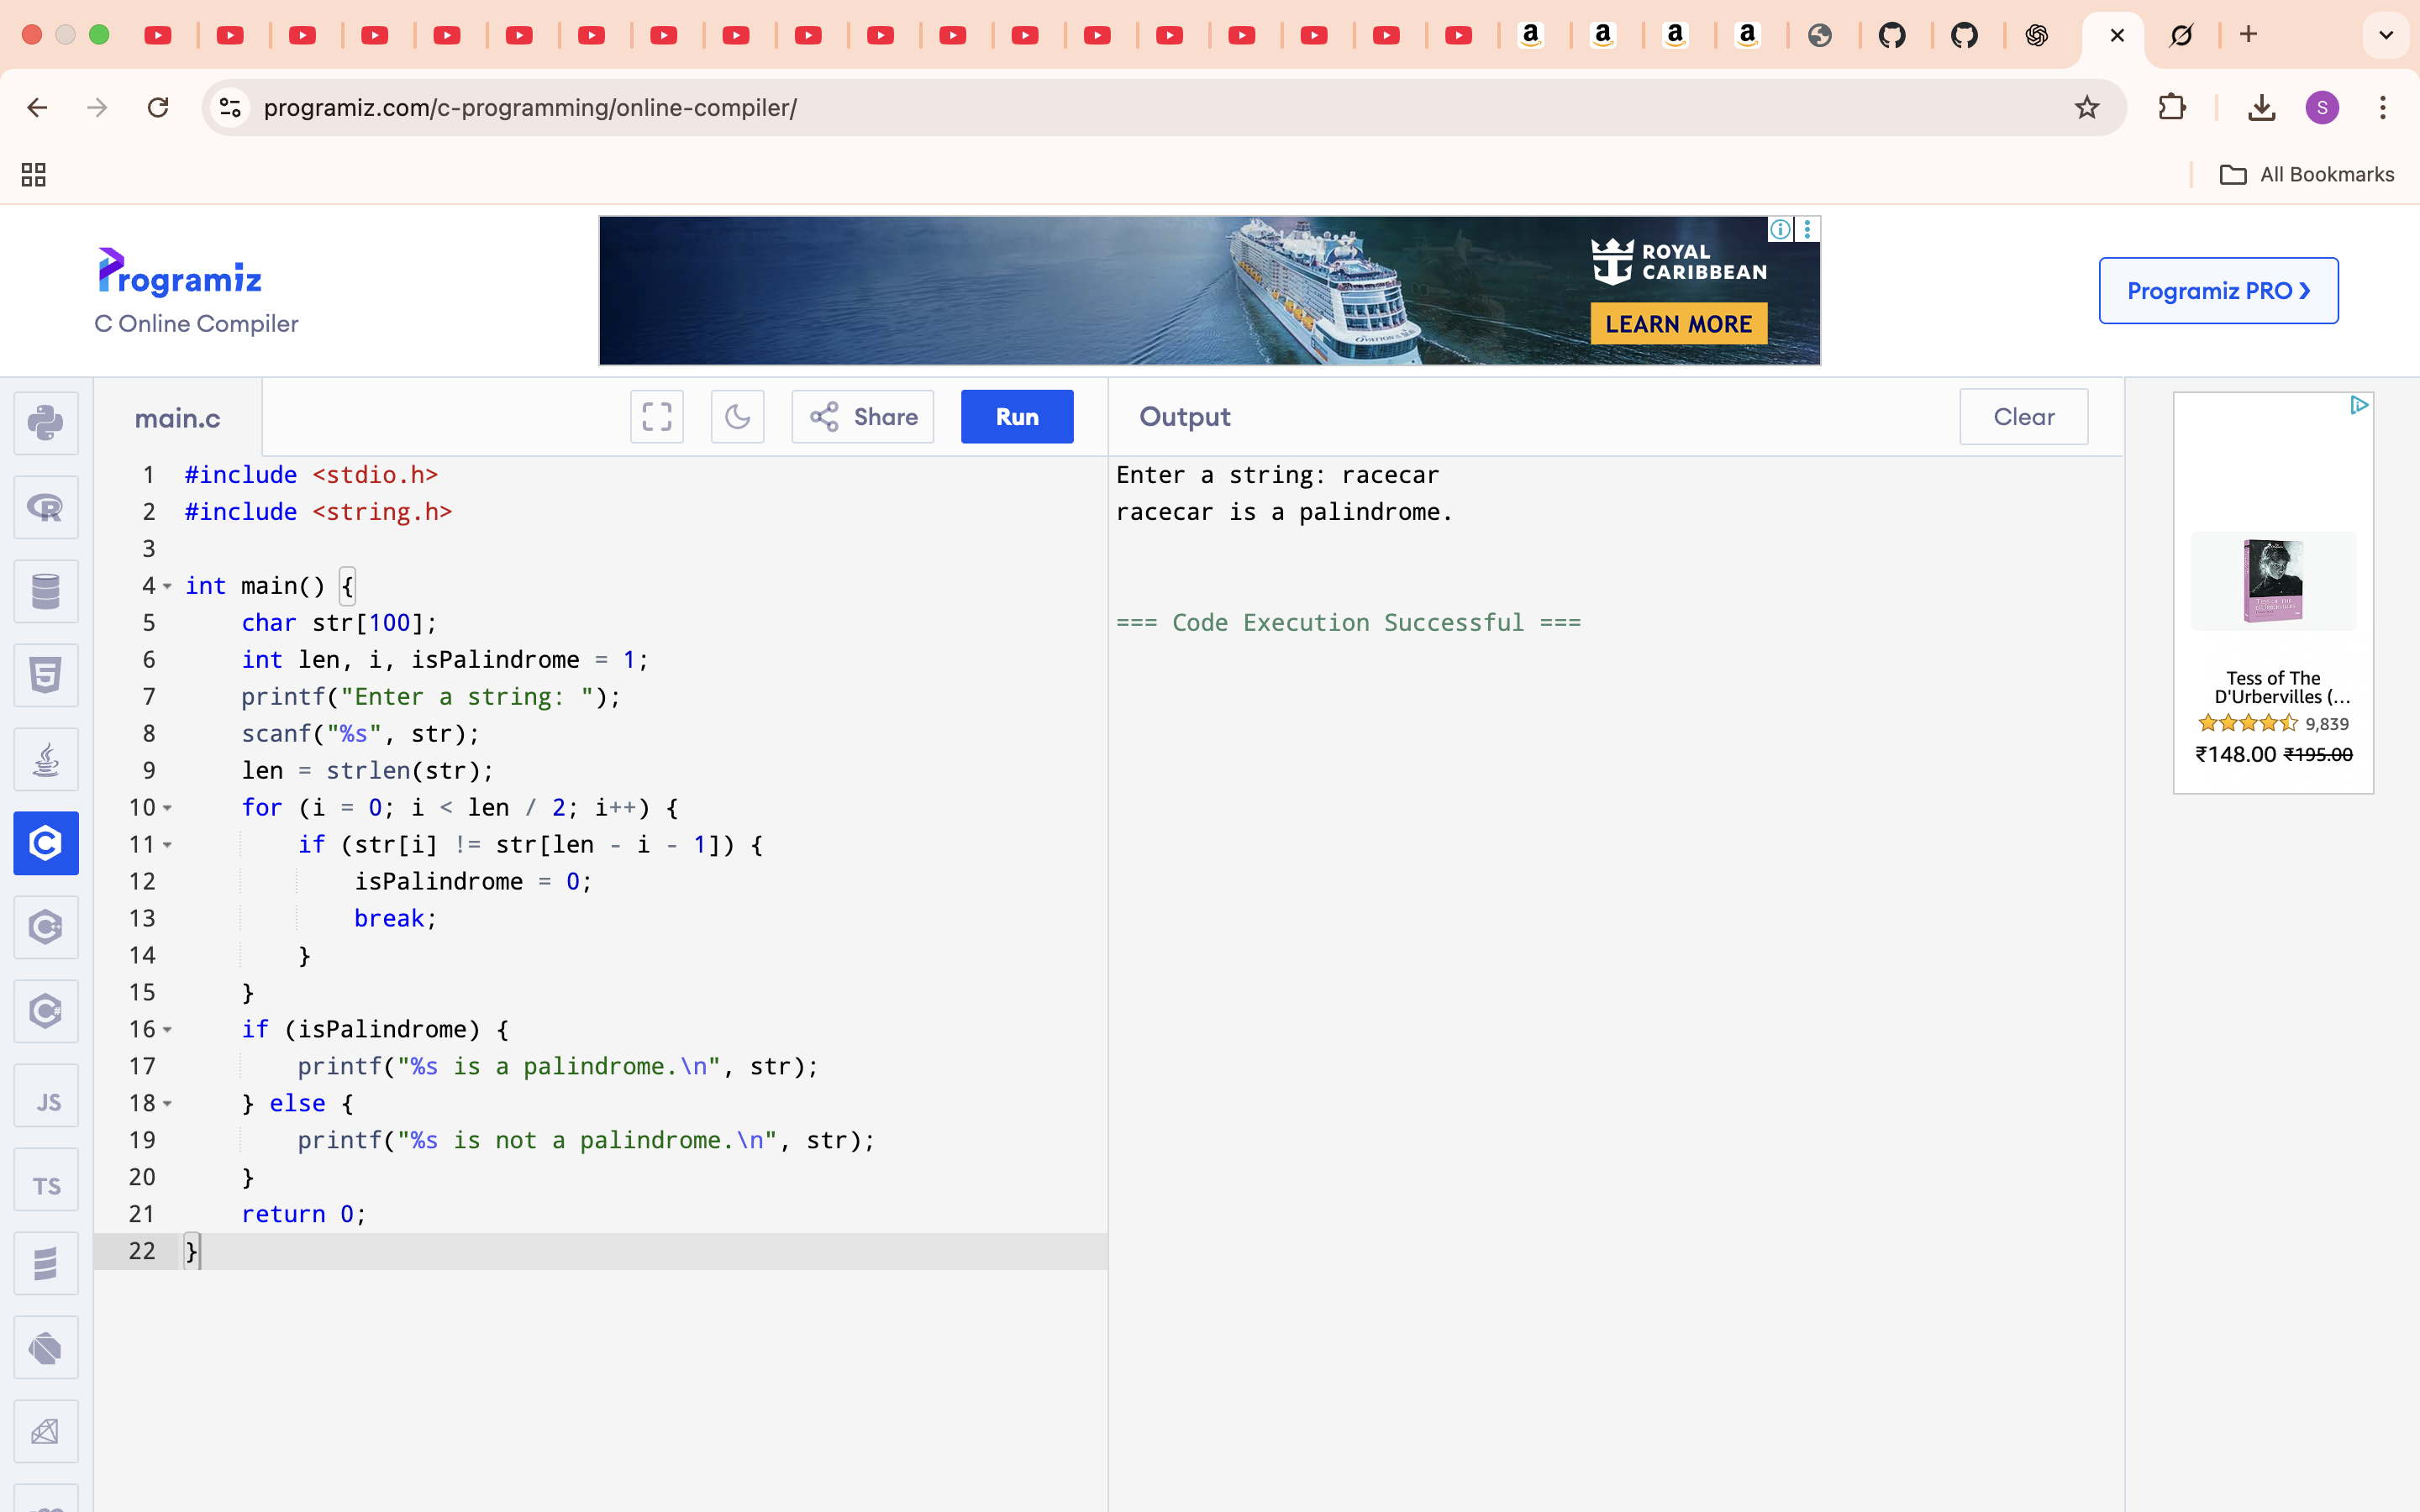 programiz.com/c-programming/online-compiler/
S
All Bookmarks
Programiz
C Online Compiler
ROYAL
CARIBBEAN
LEARN MORE
OVATION OF THE SEAS
Programiz PRO ❯
main.c
Share
Run
Output
Clear
1 #include <stdio.h>
2 #include <string.h>
3
4 int main() {
5     char str[100];
6     int len, i, isPalindrome = 1;
7     printf("Enter a string: ");
8     scanf("%s", str);
9     len = strlen(str);
10     for (i = 0; i < len / 2; i++) {
11         if (str[i] != str[len - i - 1]) {
12             isPalindrome = 0;
13             break;
14         }
15     }
16     if (isPalindrome) {
17         printf("%s is a palindrome.\n", str);
18     } else {
19         printf("%s is not a palindrome.\n", str);
20     }
21     return 0;
22 }
Enter a string: racecar
racecar is a palindrome.
=== Code Execution Successful ===
Tess of The
D'Urbervilles (...
9,839
₹148.00 ₹195.00
R
5
C
C++
C#
JS
TS